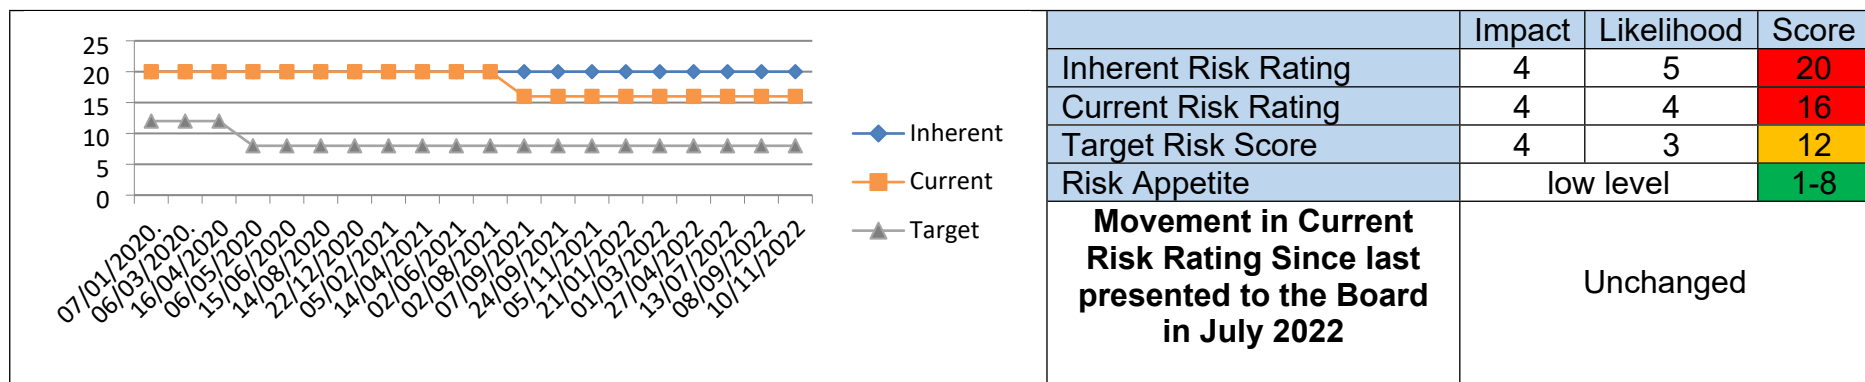 25
20
15
10
5
0
07/01/2020.
06/03/2020.
16/04/2020
06/05/2020
15/06/2020
14/08/2020
22/12/2020
05/02/2021
14/04/2021
02/06/2021
02/08/2021
07/09/2021
24/09/2021
05/11/2021
21/01/2022
01/03/2022
27/04/2022
13/07/2022
08/09/2022
10/11/2022
Inherent
Current
Target
Impact Likelihood Score
Inherent Risk Rating 4 5 20
Current Risk Rating 4 4 16
Target Risk Score 4 3 12
Risk Appetite low level 1-8
Movement in Current
Risk Rating Since last
presented to the Board
in July 2022
Unchanged